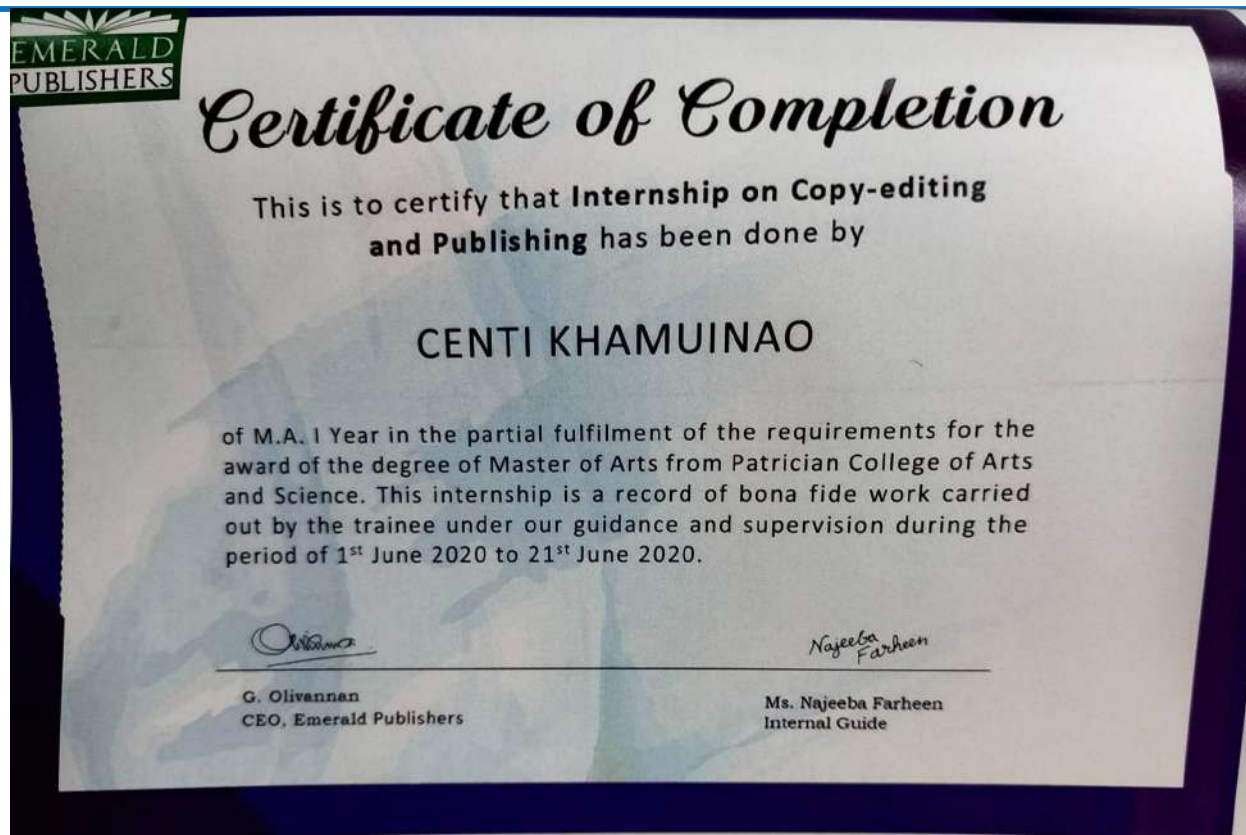 EMERALD
PUBLISHERS
Certificate of Completion
This is to certify that Internship on Copy-editing
and Publishing has been done by
CENTI KHAMUINAO
of M.A. I Year in the partial fulfilment of the requirements for the
award of the degree of Master of Arts from Patrician College of Arts
and Science. This internship is a record of bona fide work carried
out by the trainee under our guidance and supervision during the
period of 1st June 2020 to 21st June 2020.
Najeeba
Farheen
G. Olivannan
CEO, Emerald Publishers
Ms. Najeeba Farheen
Internal Guide